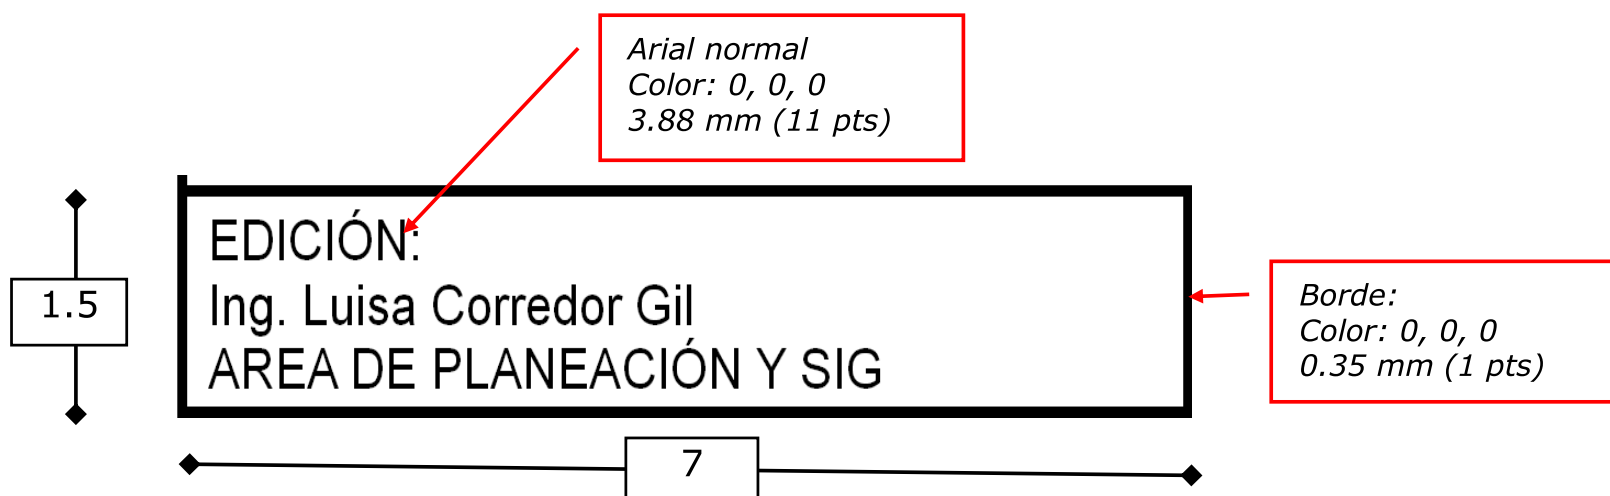 Arial normal
Color: 0, 0, 0
3.88 mm (11 pts)
EDICIÓN:
Ing. Luisa Corredor Gil
AREA DE PLANEACIÓN Y SIG
1.5
Borde:
Color: 0, 0, 0
0.35 mm (1 pts)
7